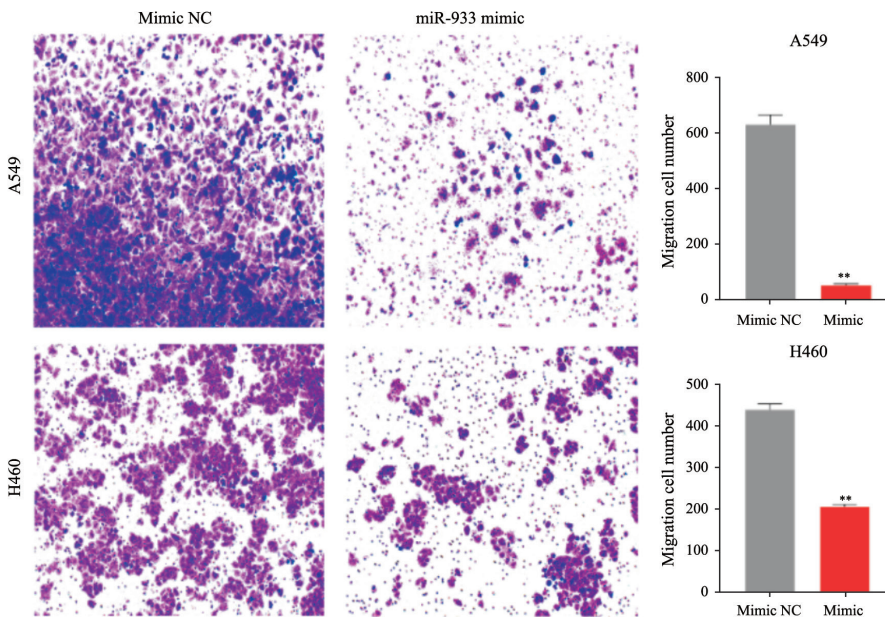 Mimic NC miR-933 mimic
A549
H460
A549
Migration cell number
800
600
400
200
0
**
Mimic NC Mimic
H460
Migration cell number
500
400
300
200
100
0
**
Mimic NC Mimic